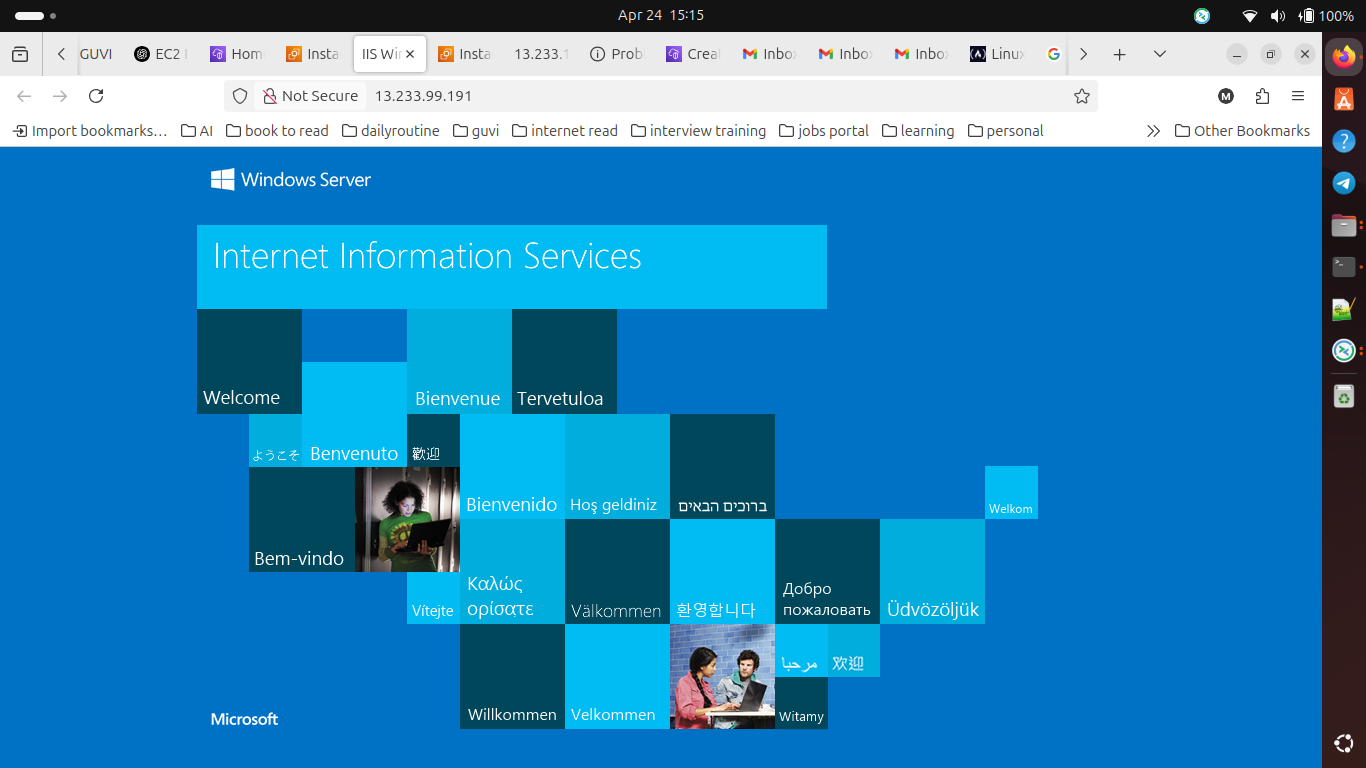 Apr 24 15:15
100%
GUVI
EC2
Hom
Insta
IIS Wi
Insta
13.233.1
Prob
Crea
Inbo
Inbo
Inbo
Linux
Not Secure
13.233.99.191
M
Import bookmarks…
AI
book to read
dailyroutine
guvi
internet read
interview training
jobs portal
learning
personal
Other Bookmarks
Windows Server
Internet Information Services
Welcome
Bienvenue
Tervetuloa
ようこそ
Benvenuto
歡迎
Bienvenido
Hoş geldiniz
ברוכים הבאים
Welkom
Bem-vindo
Vítejte
Καλώς
ορίσατε
Välkommen
환영합니다
Добро
пожаловать
Üdvözöljük
Willkommen
Velkommen
مرحبا
欢迎
Witamy
Microsoft